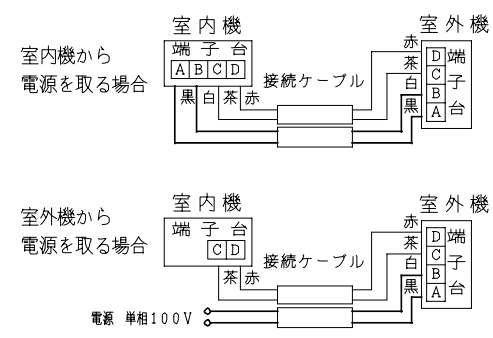 室内機から
電源を取る場合
室内機
端子台
A B C D
黒 白 茶 赤
接続ケーブル
室外機
赤 D 端
茶 C
白 B 子
黒 A 台
室外機から
電源を取る場合
室内機
端子台
C D
茶 赤
接続ケーブル
電源 単相100V
室外機
赤 D 端
茶 C
白 B 子
黒 A 台